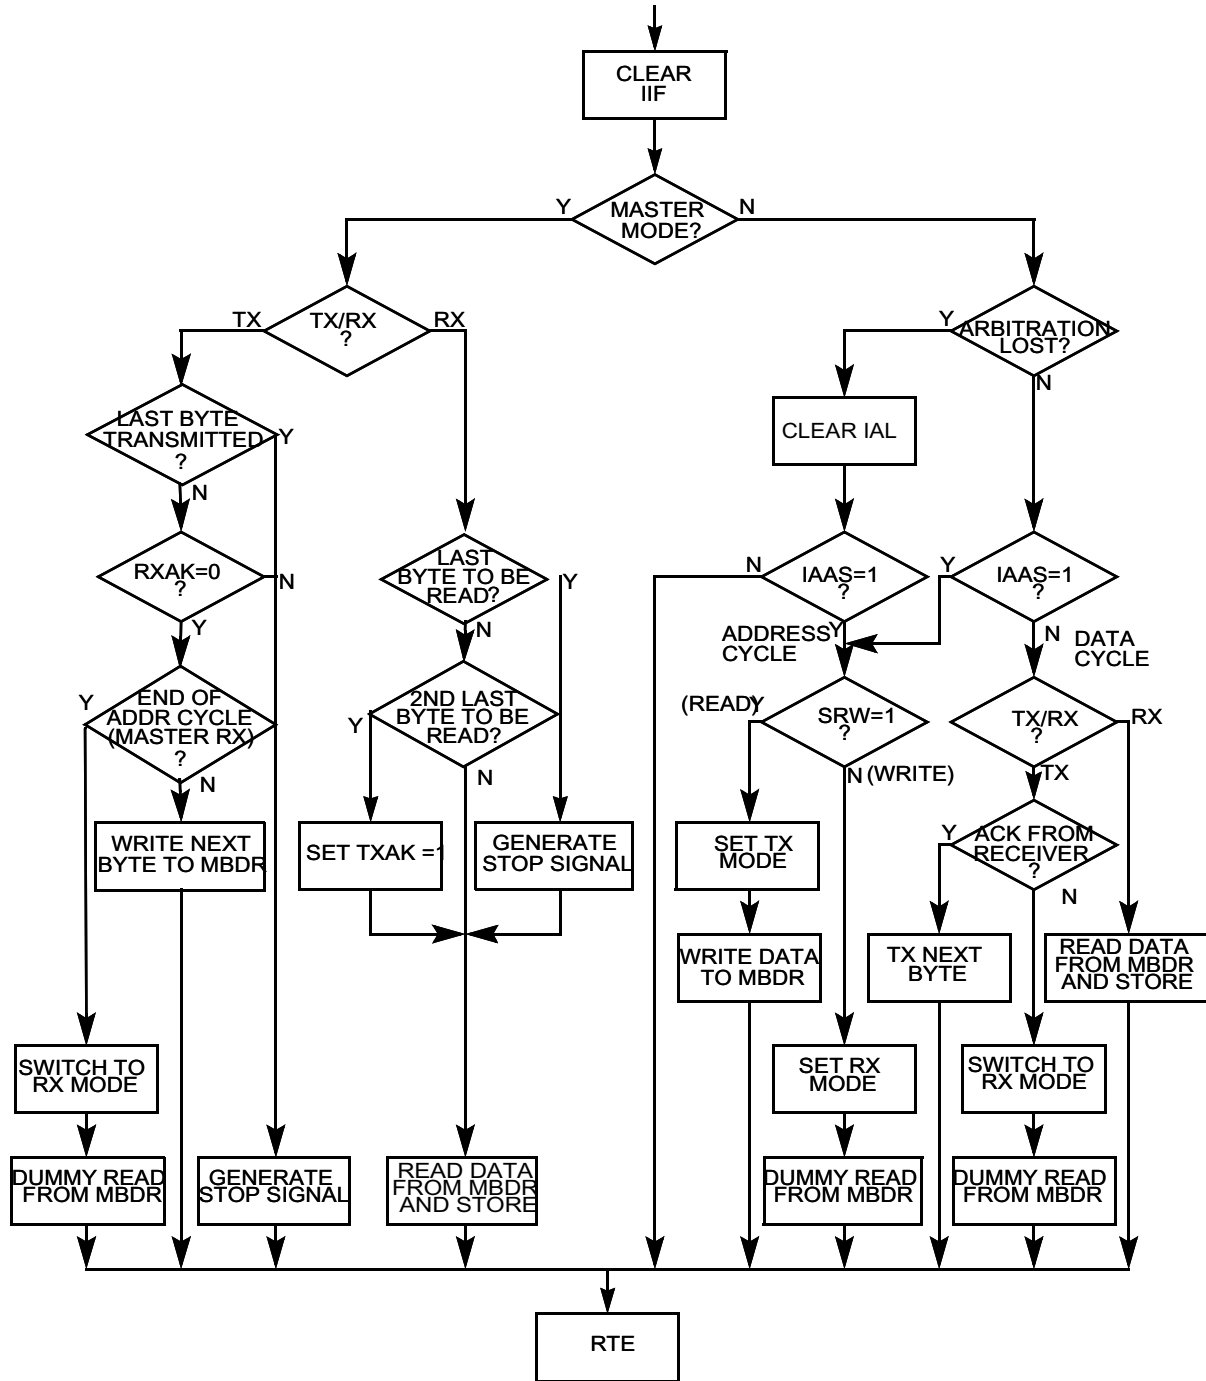 CLEAR
IIF
Y
MASTER
MODE?
N
TX
TX/RX
?
RX
Y
ARBITRATION
LOST?
N
LAST BYTE
TRANSMITTED
?
Y
N
CLEAR IAL
RXAK=0
?
N
Y
LAST
BYTE TO BE
READ?
Y
N
N
IAAS=1
?
Y
Y
IAAS=1
?
N
ADDRESS
CYCLE
DATA
CYCLE
Y
END OF
ADDR CYCLE
(MASTER RX)
?
N
Y
2ND LAST
BYTE TO BE
READ?
N
(READ)
Y
SRW=1
?
N
(WRITE)
TX/RX
?
RX
TX
WRITE NEXT
BYTE TO MBDR
SET TXAK =1
GENERATE
STOP SIGNAL
SET TX
MODE
Y
ACK FROM
RECEIVER
?
N
WRITE DATA
TO MBDR
TX NEXT
BYTE
READ DATA
FROM MBDR
AND STORE
SWITCH TO
RX MODE
SET RX
MODE
SWITCH TO
RX MODE
DUMMY READ
FROM MBDR
GENERATE
STOP SIGNAL
READ DATA
FROM MBDR
AND STORE
DUMMY READ
FROM MBDR
DUMMY READ
FROM MBDR
RTE